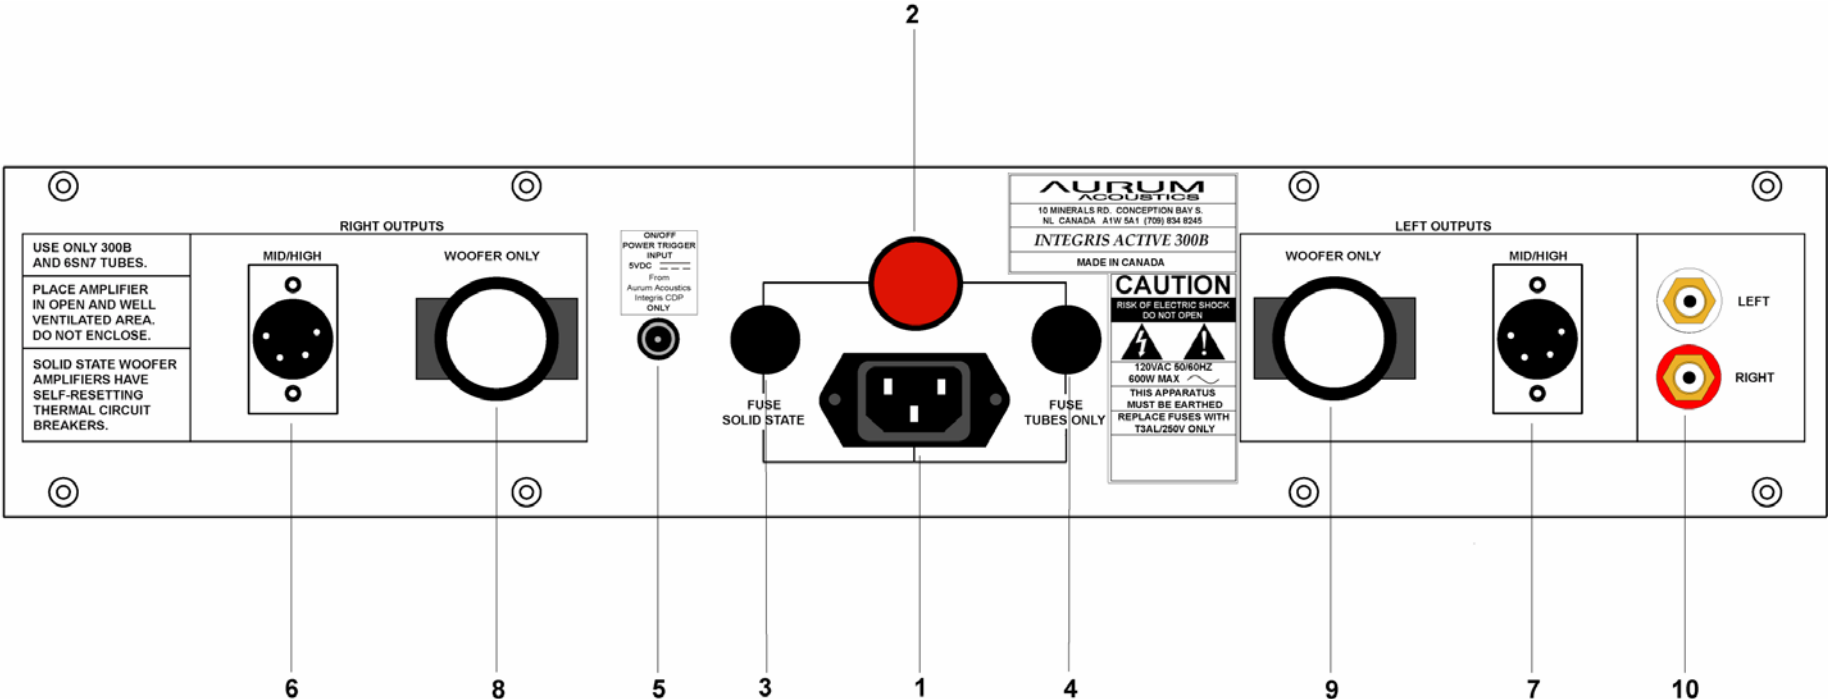 2
RIGHT OUTPUTS
USE ONLY 300B
AND 6SN7 TUBES.
PLACE AMPLIFIER
IN OPEN AND WELL
VENTILATED AREA.
DO NOT ENCLOSE.
SOLID STATE WOOFER
AMPLIFIERS HAVE
SELF-RESETTING
THERMAL CIRCUIT
BREAKERS.
MID/HIGH
WOOFER ONLY
ON/OFF
POWER TRIGGER
INPUT
5VDC
From
Aurum Acoustics
Integris CDP
ONLY
FUSE
SOLID STATE
FUSE
TUBES ONLY
AURUM
ACOUSTICS
10 MINERALS RD. CONCEPTION BAY S.
NL CANADA A1W 5A1 (709) 834 8245
INTEGRIS ACTIVE 300B
MADE IN CANADA
CAUTION
RISK OF ELECTRIC SHOCK
DO NOT OPEN
120VAC 50/60HZ
600W MAX
THIS APPARATUS
MUST BE EARTHED
REPLACE FUSES WITH
T3AL/250V ONLY
LEFT OUTPUTS
WOOFER ONLY
MID/HIGH
LEFT
RIGHT
6
8
5
3
1
4
9
7
10